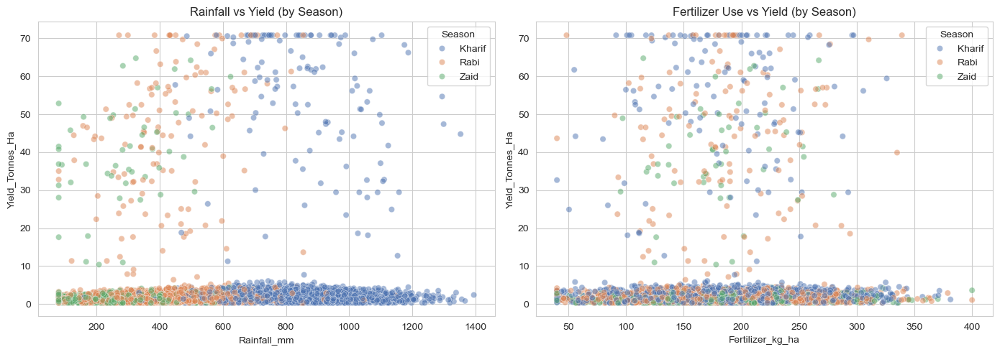 Rainfall vs Yield (by Season)
Season
Kharif
Rabi
Zaid
Yield_Tonnes_Ha
70
60
50
40
30
20
10
0
200 400 600 800 1000 1200 1400
Rainfall_mm
Fertilizer Use vs Yield (by Season)
Season
Kharif
Rabi
Zaid
Yield_Tonnes_Ha
70
60
50
40
30
20
10
0
50 100 150 200 250 300 350 400
Fertilizer_kg_ha